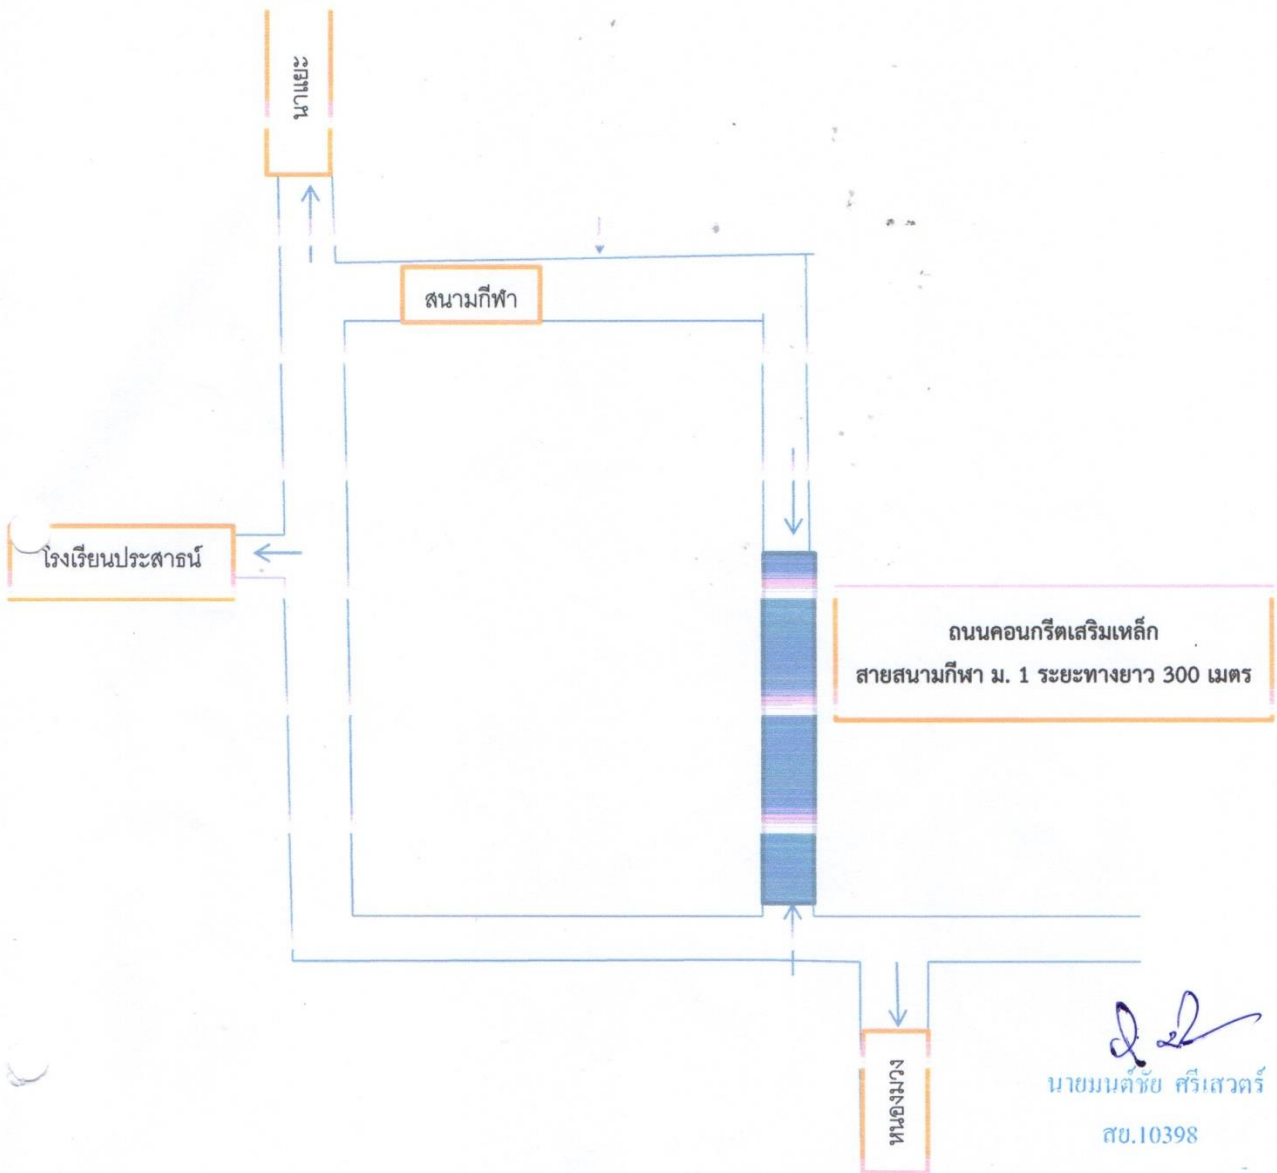 นาแยะ
สนามกีฬา
โรงเรียนประสาธน์
ถนนคอนกรีตเสริมเหล็ก
สายสนามกีฬา ม. 1 ระยะทางยาว 300 เมตร
หนองมวง
นายมนต์ชัย ศรีเสวตร์
สย.10398